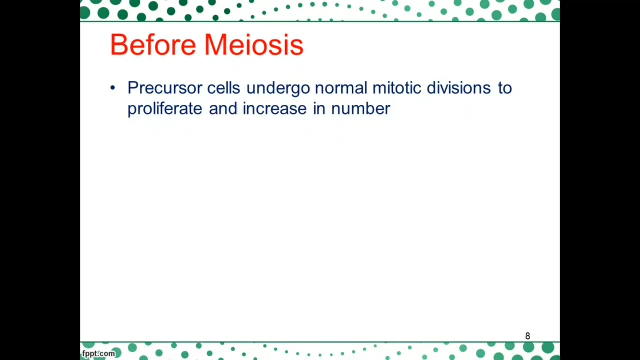 Before Meiosis
• Precursor cells undergo normal mitotic divisions to
proliferate and increase in number
8
fppt.com